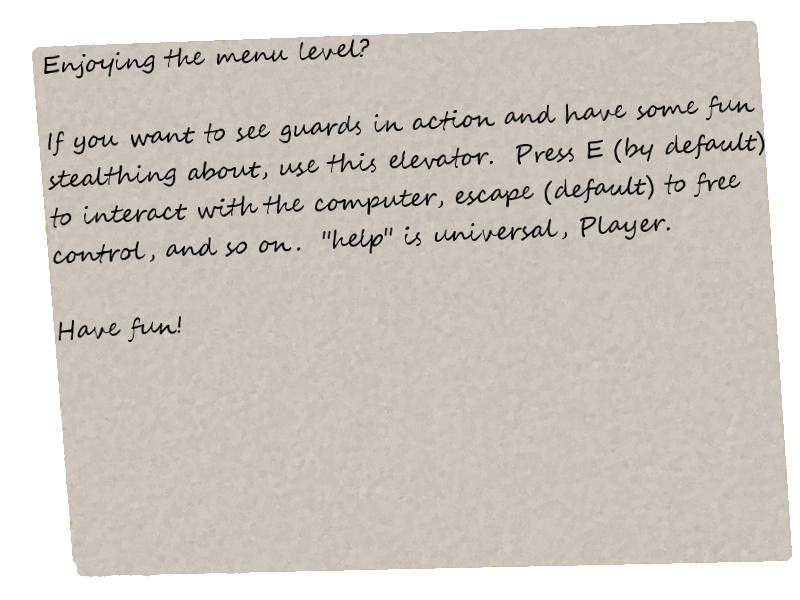 Enjoying the menu level?
If you want to see guards in action and have some fun
stealthing about, use this elevator. Press E (by default)
to interact with the computer, escape (default) to free
control, and so on. "help" is universal, Player.
Have fun!